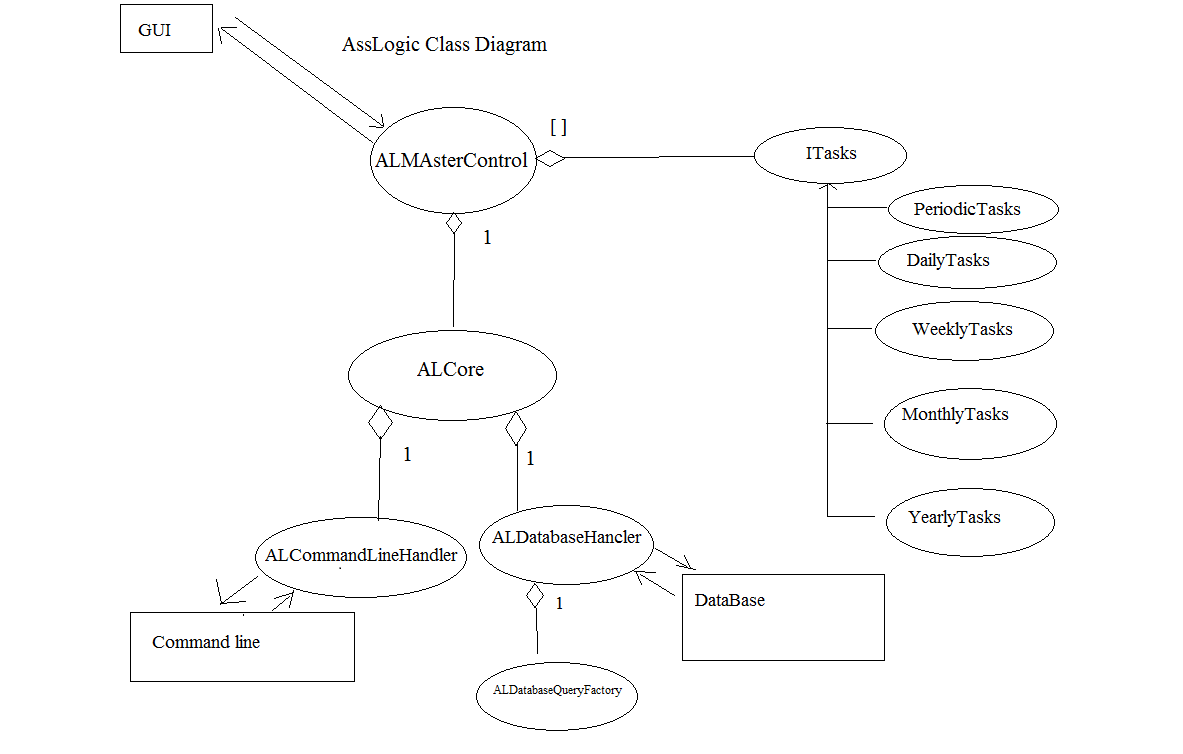 GUI
AssLogic Class Diagram
[ ]
ALMAsterControl
ITasks
PeriodicTasks
1
DailyTasks
WeeklyTasks
ALCore
MonthlyTasks
1
1
YearlyTasks
ALDatabaseHancler
ALCommandLineHandler
DataBase
1
Command line
ALDatabaseQueryFactory